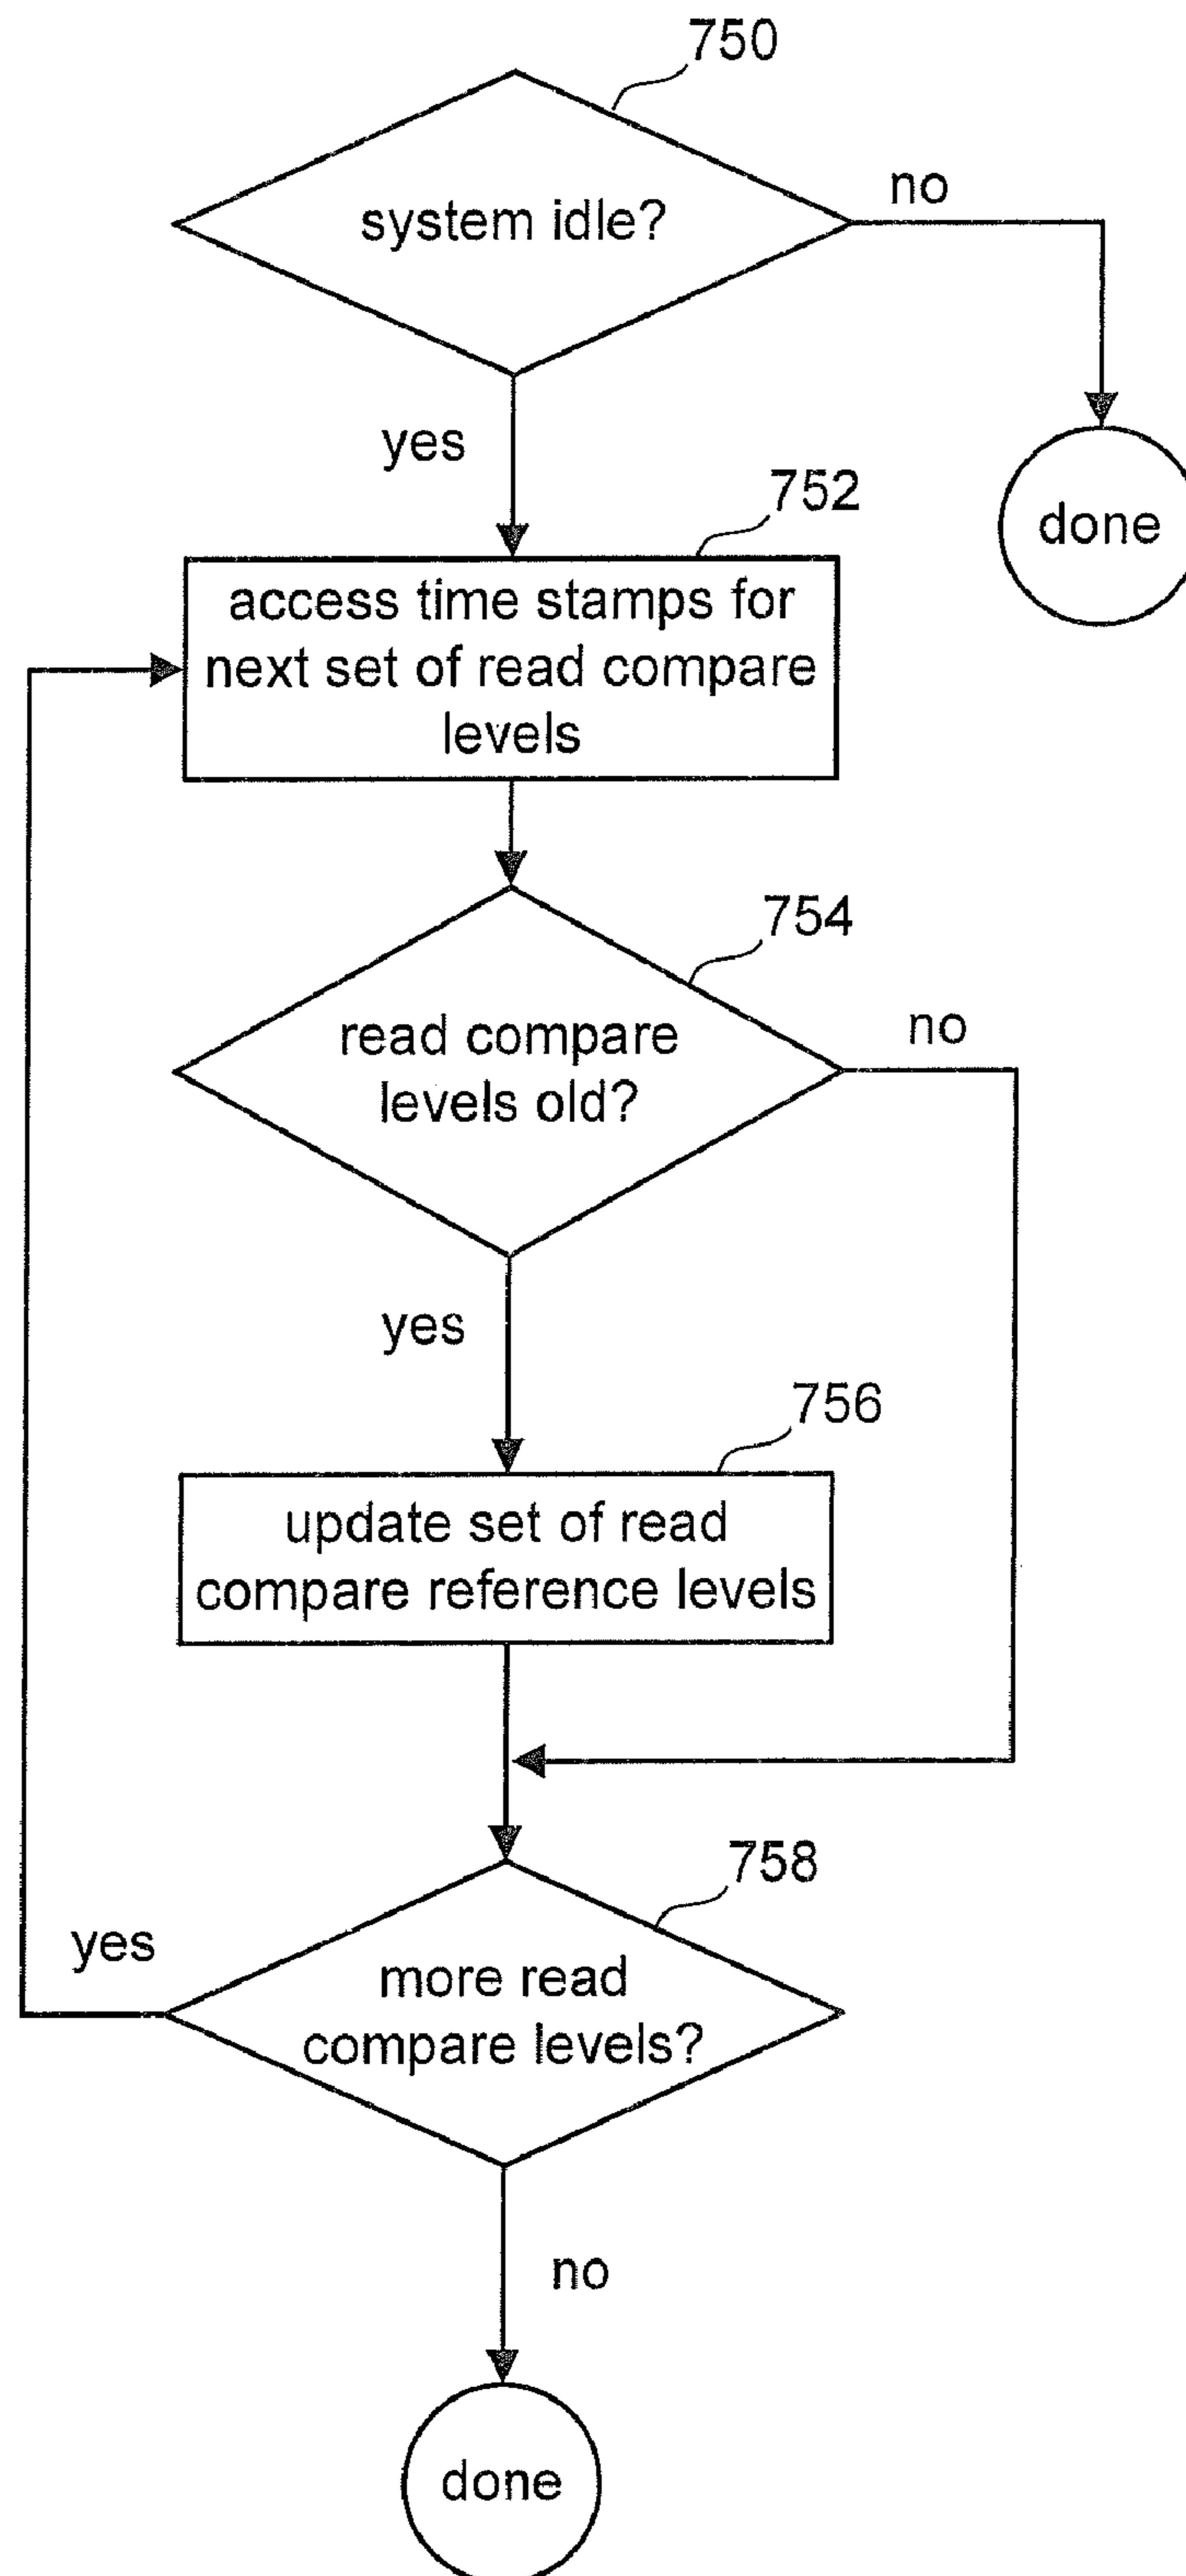 750
system idle?
no
yes
done
752
access time stamps for
next set of read compare
levels
754
read compare
levels old?
no
yes
756
update set of read
compare reference levels
758
yes
more read
compare levels?
no
done